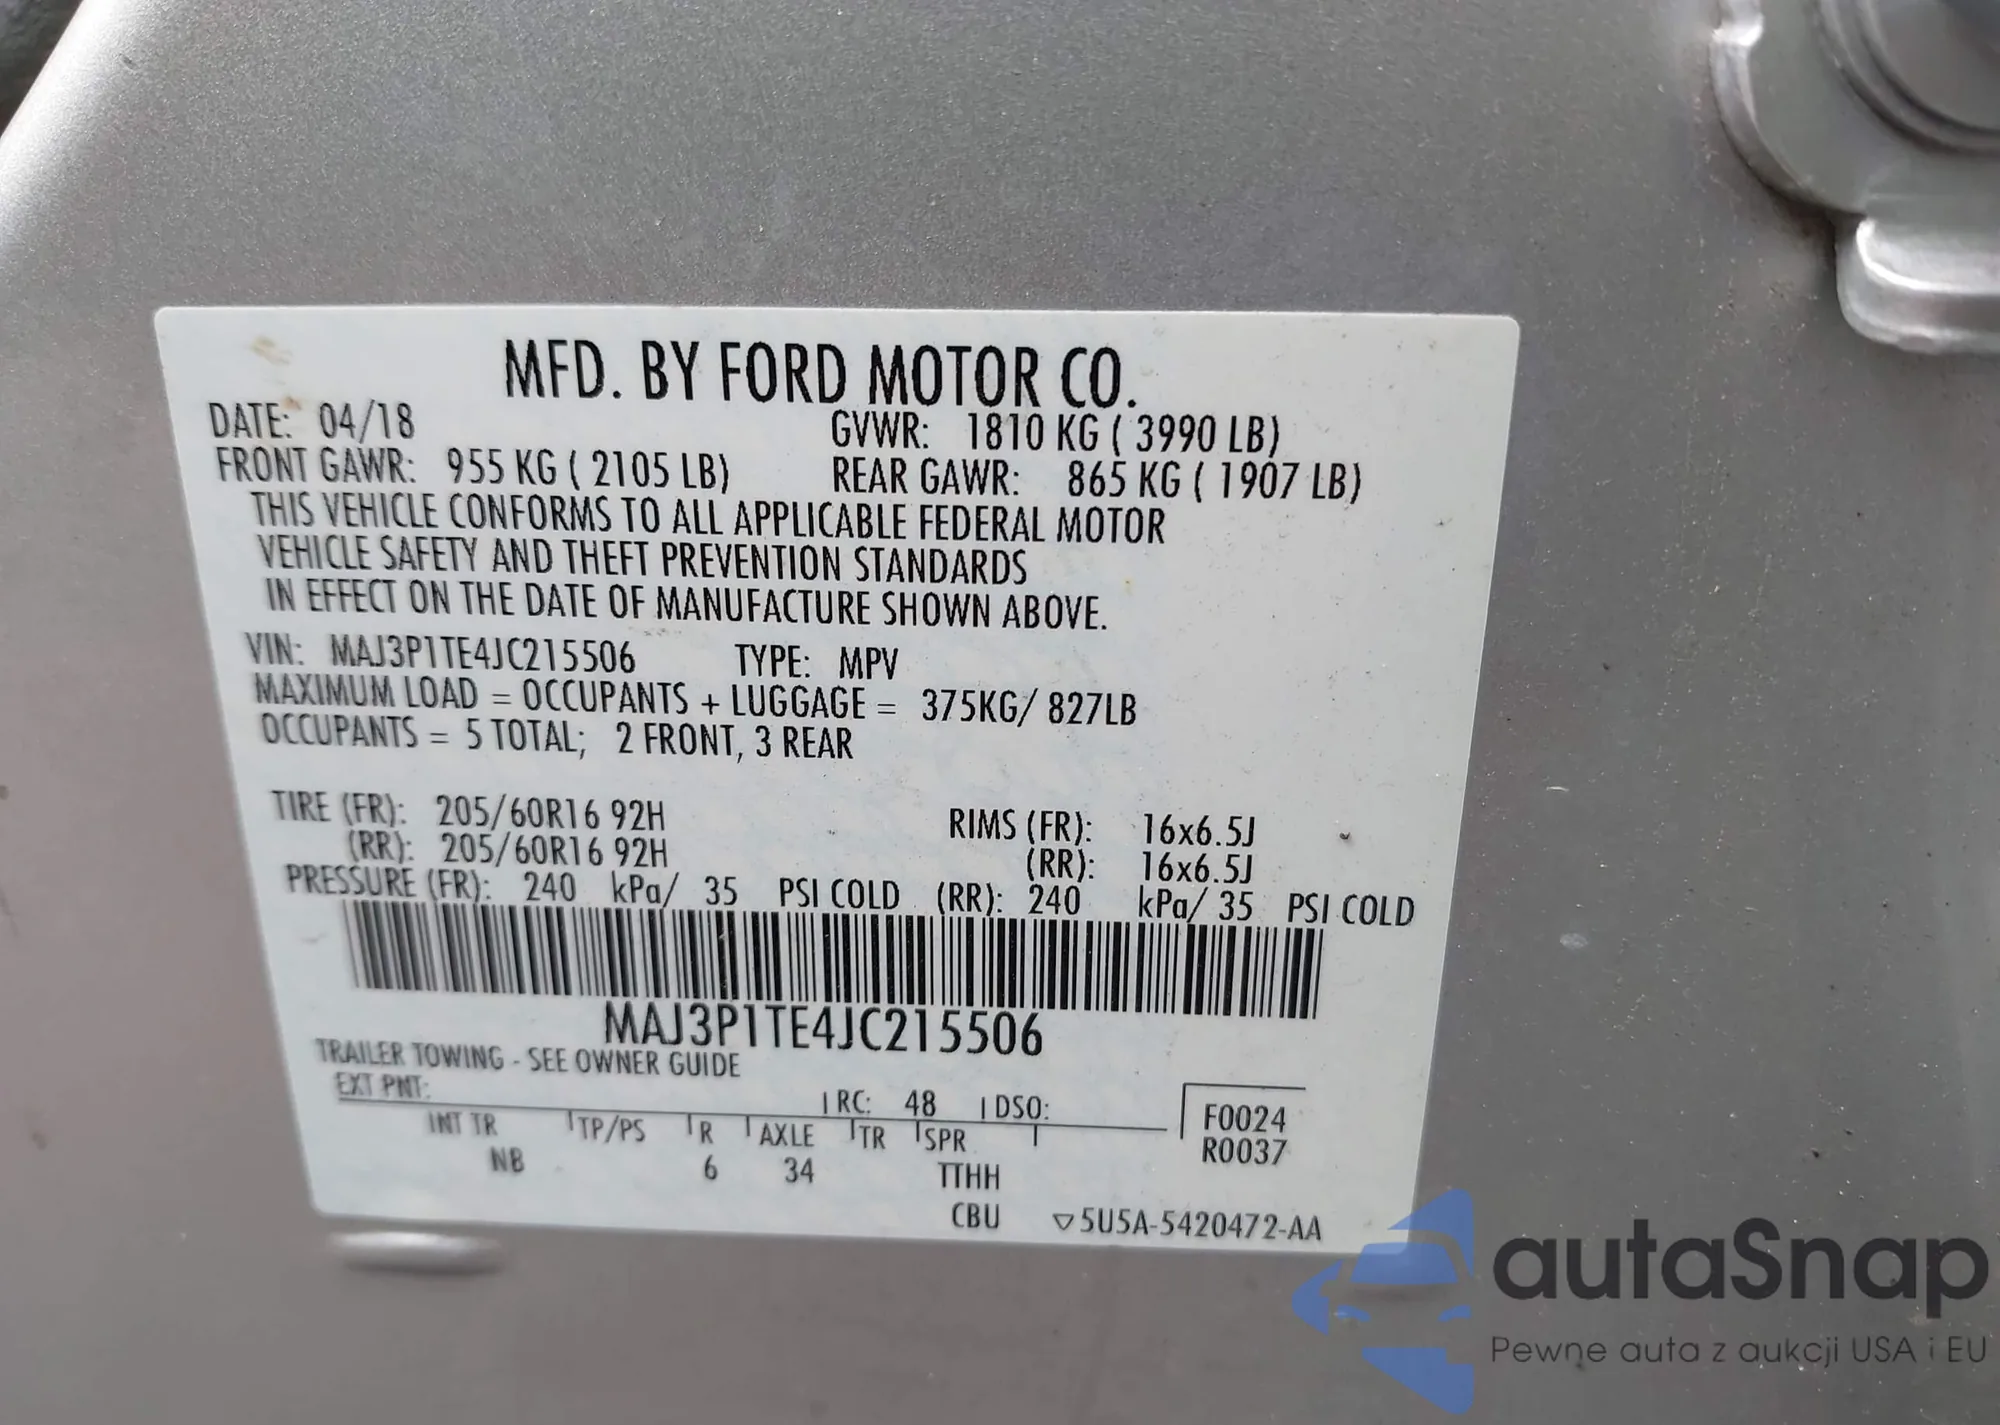 MFD. BY FORD MOTOR CO.
DATE: 04/18 GVWR: 1810 KG ( 3990 LB)
FRONT GAWR: 955 KG ( 2105 LB) REAR GAWR: 865 KG ( 1907 LB)
THIS VEHICLE CONFORMS TO ALL APPLICABLE FEDERAL MOTOR
VEHICLE SAFETY AND THEFT PREVENTION STANDARDS
IN EFFECT ON THE DATE OF MANUFACTURE SHOWN ABOVE.
VIN: MAJ3P1TE4JC215506 TYPE: MPV
MAXIMUM LOAD = OCCUPANTS + LUGGAGE = 375KG/ 827LB
OCCUPANTS = 5 TOTAL; 2 FRONT, 3 REAR
TIRE (FR): 205/60R16 92H RIMS (FR): 16x6.5J
(RR): 205/60R16 92H (RR): 16x6.5J
PRESSURE (FR): 240 kPa/ 35 PSI COLD (RR): 240 kPa/ 35 PSI COLD
MAJ3P1TE4JC215506
TRAILER TOWING - SEE OWNER GUIDE
EXT PNT: RC: 48 DSO: F0024
INT TR TP/PS R AXLE TR SPR R0037
NB 6 34 TTHH
CBU ▽5U5A-5420472-AA
autaSnap
Pewne auta z aukcji USA i EU